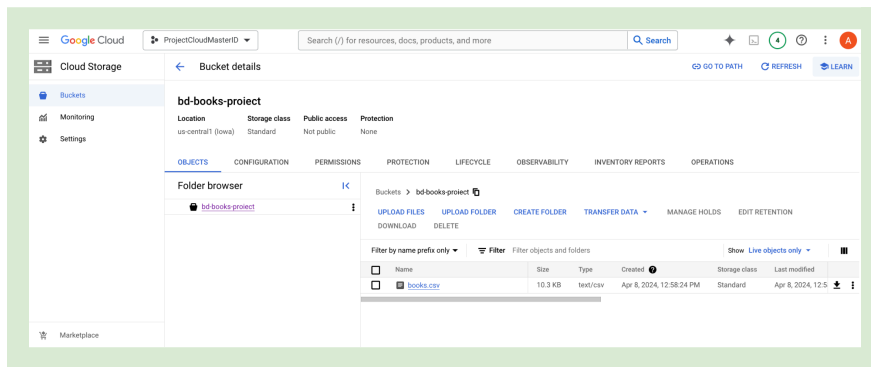 Google Cloud ProjectCloudMasterID Search (/) for resources, docs, products, and more Search 4 A
Cloud Storage Bucket details GO TO PATH REFRESH LEARN
Buckets
Monitoring
Settings
Marketplace
bd-books-proiect
Location Storage class Public access Protection
us-central1 (Iowa) Standard Not public None
OBJECTS CONFIGURATION PERMISSIONS PROTECTION LIFECYCLE OBSERVABILITY INVENTORY REPORTS OPERATIONS
Folder browser
bd-books-proiect
Buckets > bd-books-proiect
UPLOAD FILES UPLOAD FOLDER CREATE FOLDER TRANSFER DATA MANAGE HOLDS EDIT RETENTION
DOWNLOAD DELETE
Filter by name prefix only Filter Filter objects and folders Show Live objects only
Name Size Type Created Storage class Last modified
books.csv 10.3 KB text/csv Apr 8, 2024, 12:58:24 PM Standard Apr 8, 2024, 12:5